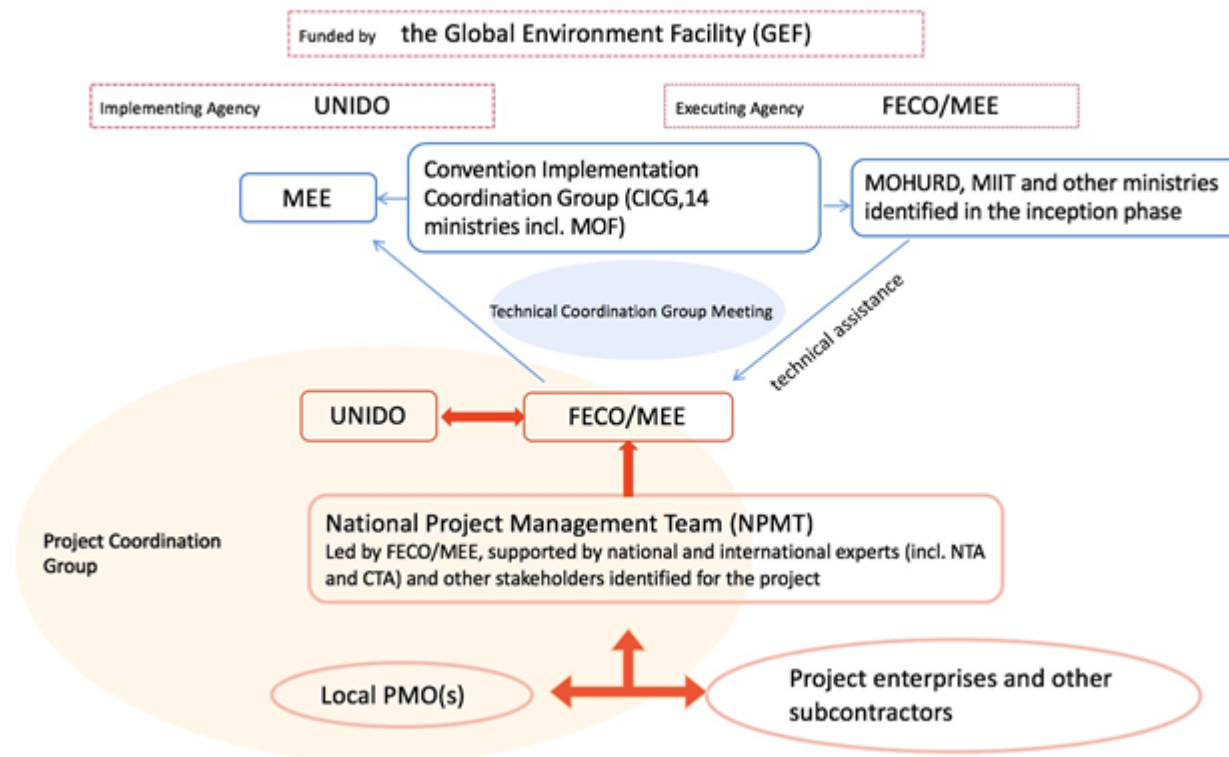 Funded by the Global Environment Facility (GEF)
Implementing Agency UNIDO
Executing Agency FECO/MEE
MEE
Convention Implementation
Coordination Group (CICG,14
ministries incl. MOF)
MOHURD, MIIT and other ministries
identified in the inception phase
Technical Coordination Group Meeting
technical assistance
UNIDO
FECO/MEE
National Project Management Team (NPMT)
Led by FECO/MEE, supported by national and international experts (incl. NTA
and CTA) and other stakeholders identified for the project
Project Coordination
Group
Local PMO(s)
Project enterprises and other
subcontractors